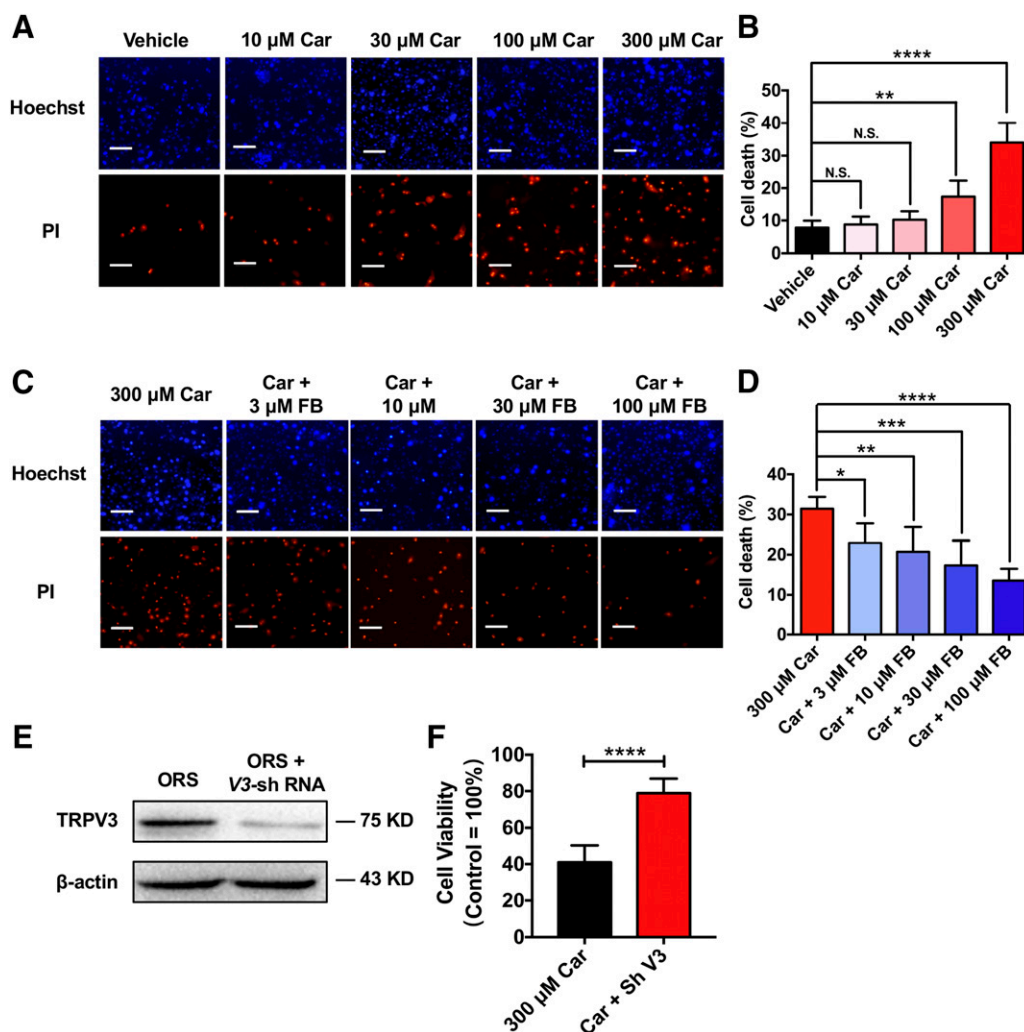 A
Vehicle
10 µM Car
30 µM Car
100 µM Car
300 µM Car
Hoechst
PI
B
Cell death (%)
50
40
30
20
10
0
****
**
N.S.
N.S.
Vehicle
10 µM Car
30 µM Car
100 µM Car
300 µM Car
C
300 µM Car
Car +
3 µM FB
Car +
10 µM
Car +
30 µM FB
Car +
100 µM FB
Hoechst
PI
D
Cell death (%)
40
30
20
10
0
****
***
**
*
300 µM Car
Car + 3 µM FB
Car + 10 µM FB
Car + 30 µM FB
Car + 100 µM FB
E
ORS
ORS +
V3-sh RNA
TRPV3
75 KD
β-actin
43 KD
F
Cell Viability
(Control = 100%)
100
80
60
40
20
0
****
300 µM Car
Car + Sh V3